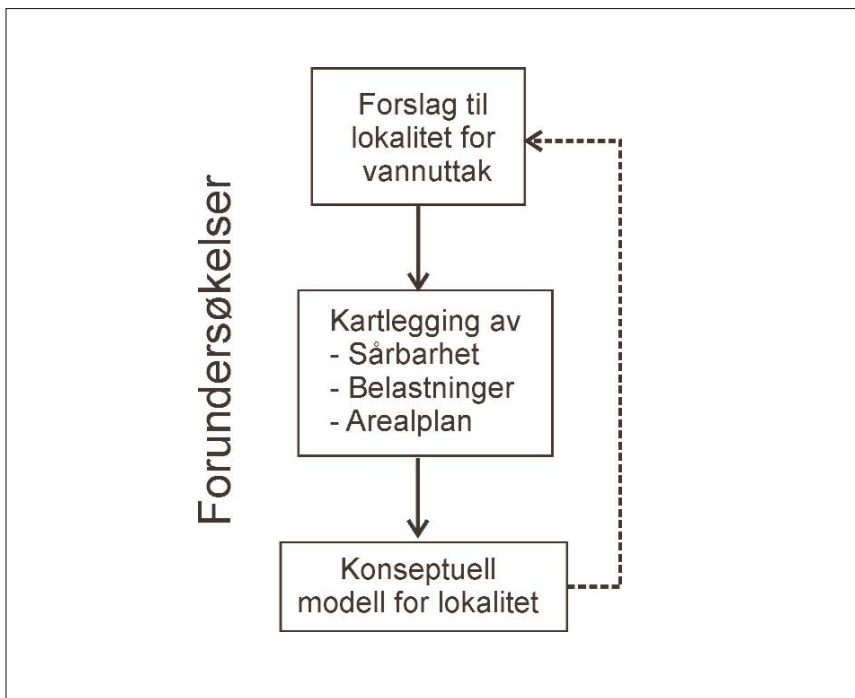 Forundersøkelser
Forslag til
lokalitet for
vannuttak
Kartlegging av
- Sårbarhet
- Belastninger
- Arealplan
Konseptuell
modell for lokalitet